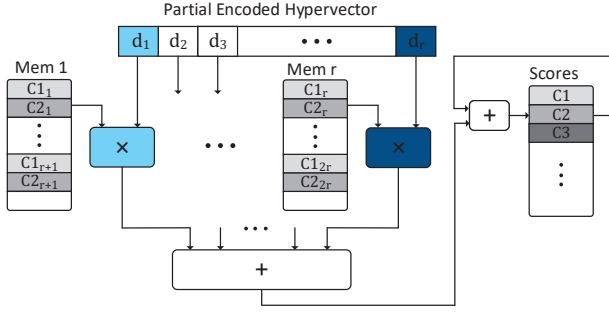 Partial Encoded Hypervector
d₁ d₂ d₃ • • • dᵣ
Mem 1
C1₁
C2₁
C1ᵣ₊₁
C2ᵣ₊₁
×
• • •
Mem r
C1ᵣ
C2ᵣ
C1₂ᵣ
C2₂ᵣ
×
• • •
+
+
Scores
C1
C2
C3